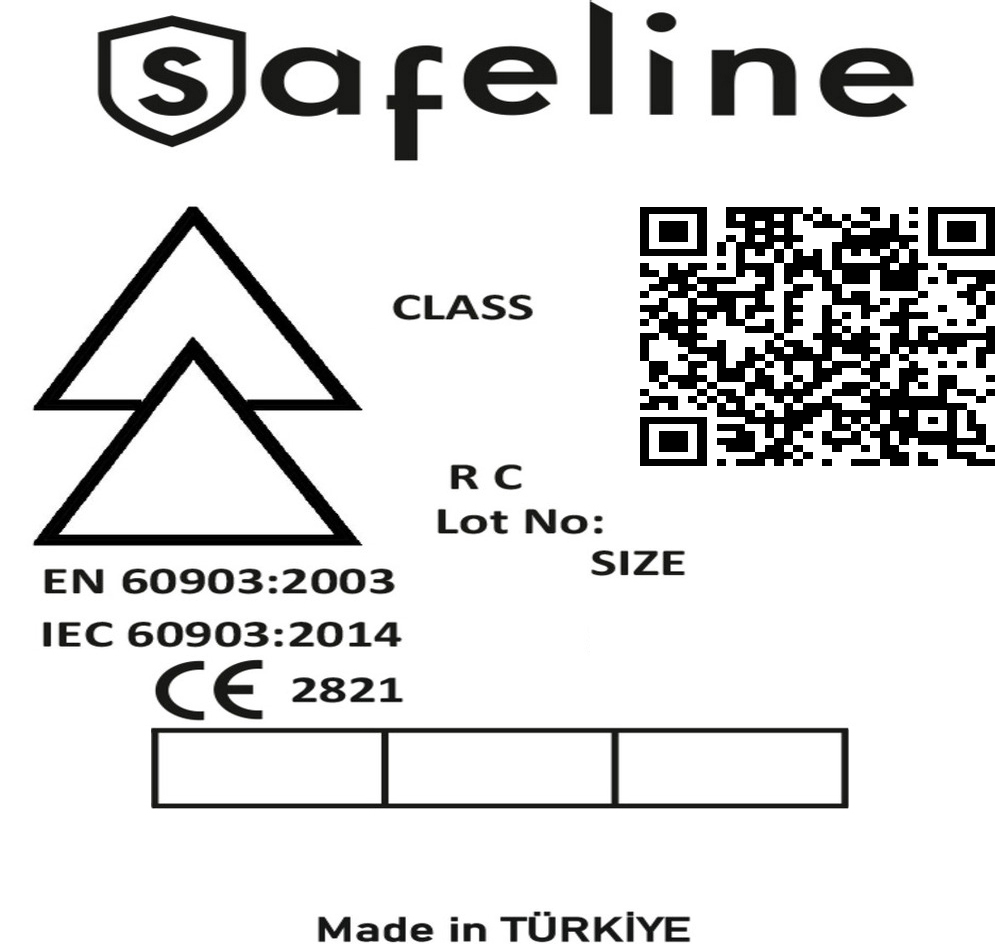 safeline
CLASS
R C
Lot No:
SIZE
EN 60903:2003
IEC 60903:2014
CE 2821
Made in TÜRKİYE